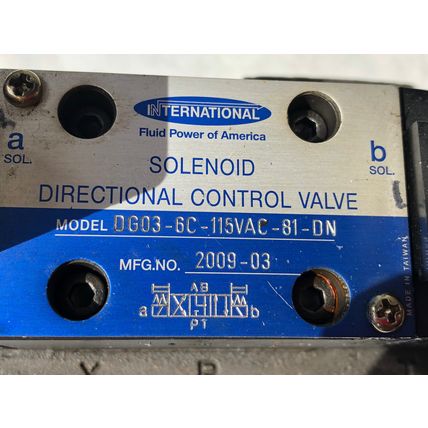 INTERNATIONAL
Fluid Power of America
a
SOL.
b
SOL.
SOLENOID
DIRECTIONAL CONTROL VALVE
MODEL DG03-6C-115VAC-81-DN
MFG.NO. 2009-03
AB
a b
PT
MADE IN TAIWAN
X P